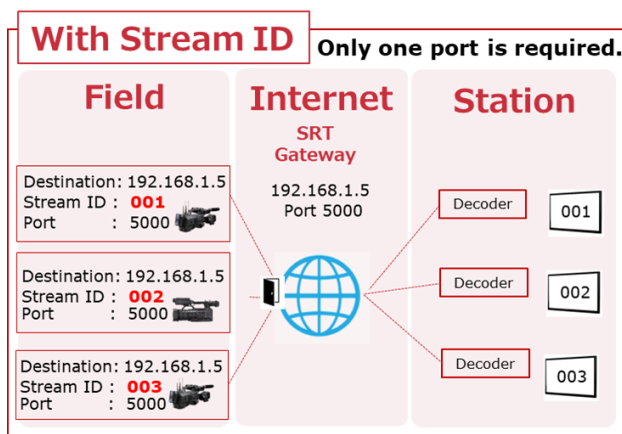 With Stream ID
Only one port is required.
Field
Destination: 192.168.1.5
Stream ID : 001
Port : 5000
Destination: 192.168.1.5
Stream ID : 002
Port : 5000
Destination: 192.168.1.5
Stream ID : 003
Port : 5000
Internet
SRT
Gateway
192.168.1.5
Port 5000
Station
Decoder
001
Decoder
002
Decoder
003